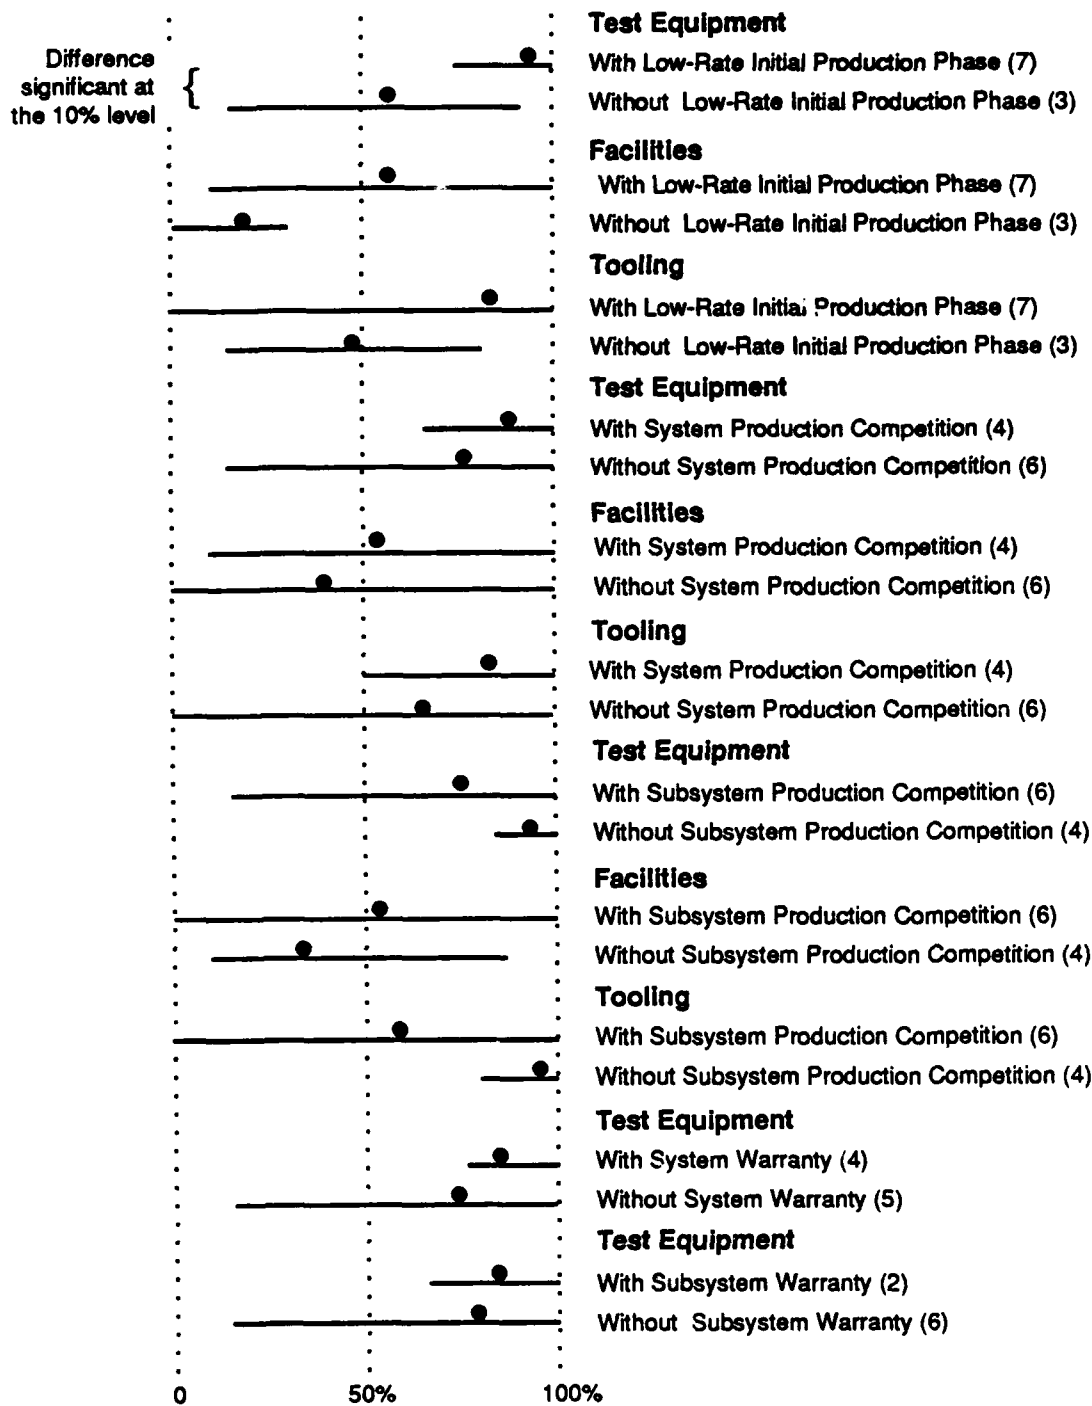 Difference
significant at
the 10% level
Test Equipment
With Low-Rate Initial Production Phase (7)
Without Low-Rate Initial Production Phase (3)
Facilities
With Low-Rate Initial Production Phase (7)
Without Low-Rate Initial Production Phase (3)
Tooling
With Low-Rate Initial Production Phase (7)
Without Low-Rate Initial Production Phase (3)
Test Equipment
With System Production Competition (4)
Without System Production Competition (6)
Facilities
With System Production Competition (4)
Without System Production Competition (6)
Tooling
With System Production Competition (4)
Without System Production Competition (6)
Test Equipment
With Subsystem Production Competition (6)
Without Subsystem Production Competition (4)
Facilities
With Subsystem Production Competition (6)
Without Subsystem Production Competition (4)
Tooling
With Subsystem Production Competition (6)
Without Subsystem Production Competition (4)
Test Equipment
With System Warranty (4)
Without System Warranty (5)
Test Equipment
With Subsystem Warranty (2)
Without Subsystem Warranty (6)
0 50% 100%